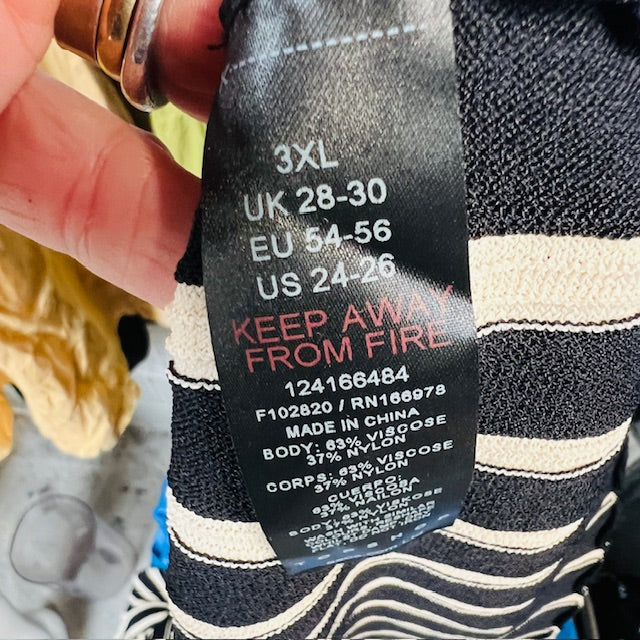 3XL
UK 28-30
EU 54-56
US 24-26
KEEP AWAY
FROM FIRE
124166484
F102820 / RN166978
MADE IN CHINA
BODY: 63% VISCOSE
37% NYLON
CORPS: 63% VISCOSE
37% NYLON
CUERPO: